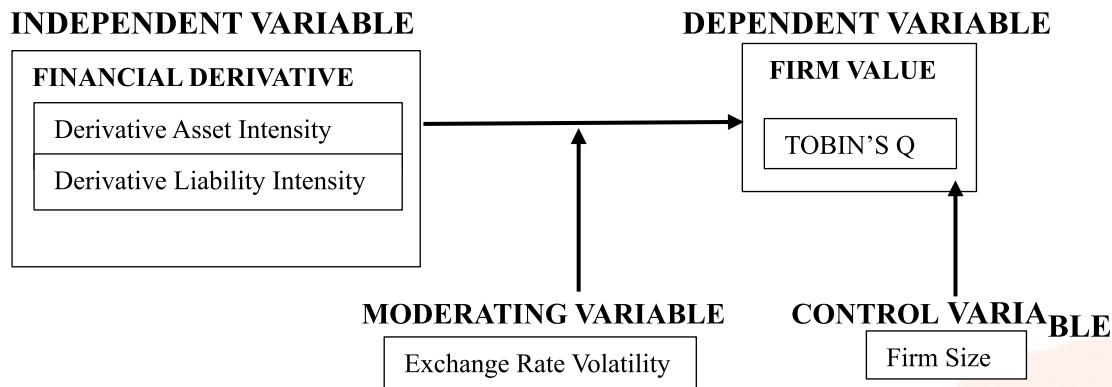 INDEPENDENT VARIABLE
FINANCIAL DERIVATIVE
Derivative Asset Intensity
Derivative Liability Intensity
DEPENDENT VARIABLE
FIRM VALUE
TOBIN’S Q
MODERATING VARIABLE
Exchange Rate Volatility
CONTROL VARIABLE
Firm Size